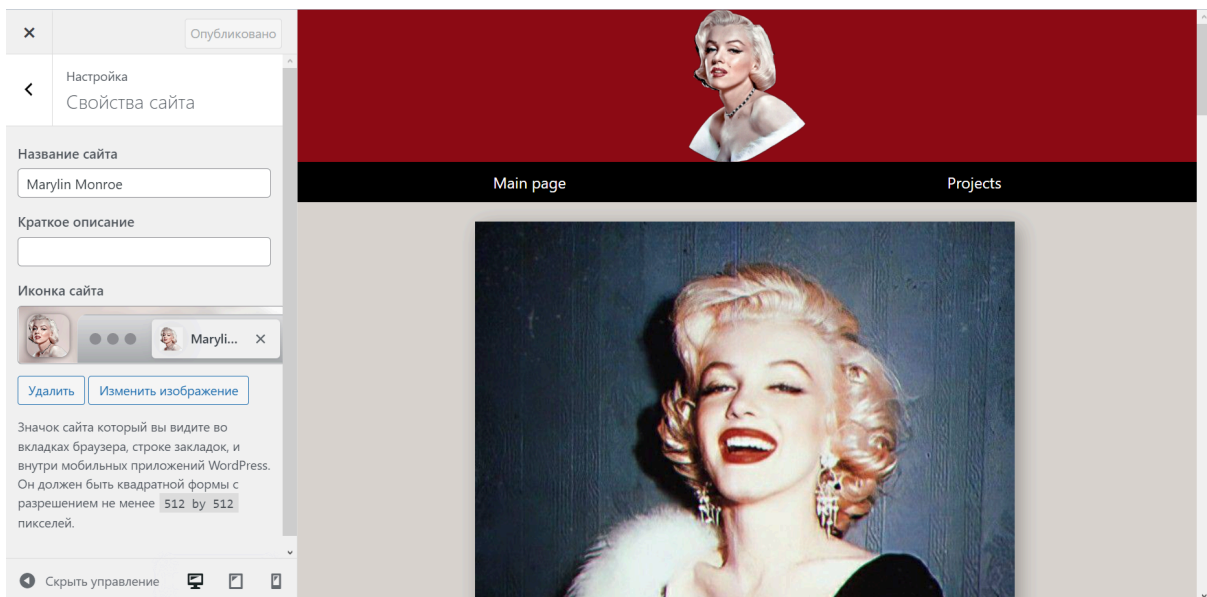 Опубликовано
Настройка
Свойства сайта
Название сайта
Marylin Monroe
Краткое описание
Иконка сайта
Maryli...
Удалить
Изменить изображение
Значок сайта который вы видите во
вкладках браузера, строке закладок, и
внутри мобильных приложений WordPress.
Он должен быть квадратной формы с
разрешением не менее 512 by 512
пикселей.
Скрыть управление
Main page
Projects